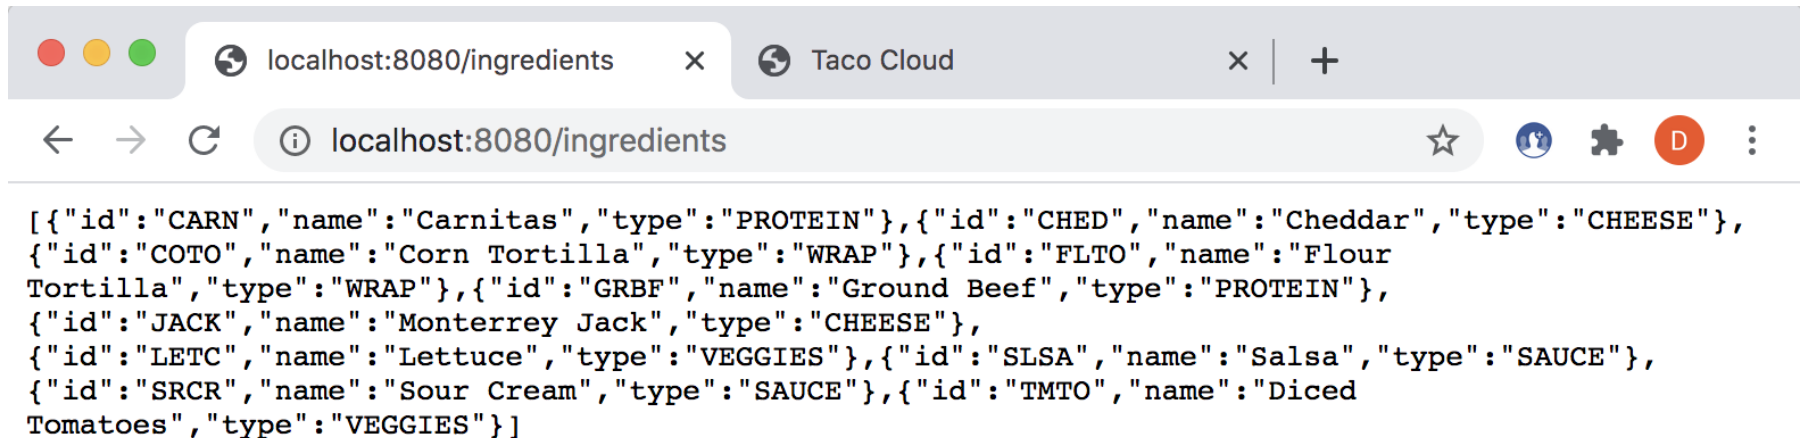 localhost:8080/ingredients
Taco Cloud
localhost:8080/ingredients
D
[{"id":"CARN","name":"Carnitas","type":"PROTEIN"},{"id":"CHED","name":"Cheddar","type":"CHEESE"},
{"id":"COTO","name":"Corn Tortilla","type":"WRAP"},{"id":"FLTO","name":"Flour
Tortilla","type":"WRAP"},{"id":"GRBF","name":"Ground Beef","type":"PROTEIN"},
{"id":"JACK","name":"Monterrey Jack","type":"CHEESE"},
{"id":"LETC","name":"Lettuce","type":"VEGGIES"},{"id":"SLSA","name":"Salsa","type":"SAUCE"},
{"id":"SRCR","name":"Sour Cream","type":"SAUCE"},{"id":"TMTO","name":"Diced
Tomatoes","type":"VEGGIES"}]